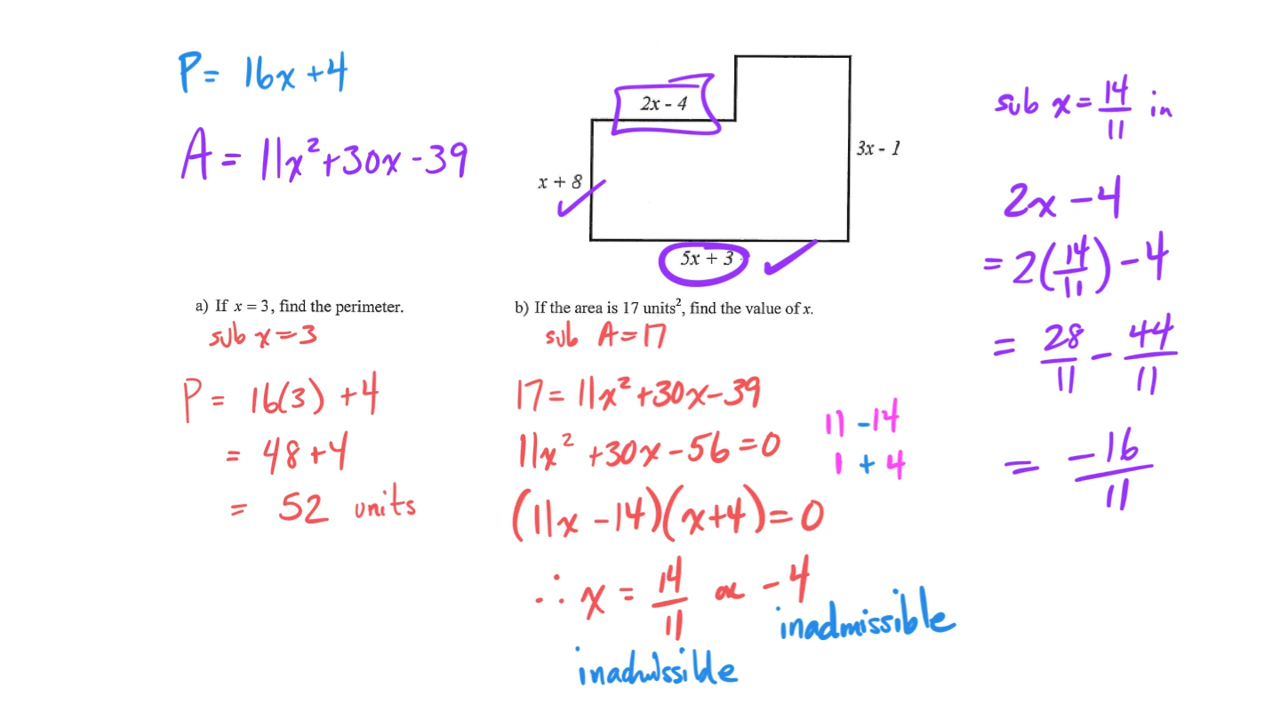 P = 16x + 4
A = 11x² + 30x - 39
2x - 4
x + 8
3x - 1
5x + 3
a) If x = 3, find the perimeter.
sub x = 3
P = 16(3) + 4
= 48 + 4
= 52 units
b) If the area is 17 units², find the value of x.
sub A = 17
17 = 11x² + 30x - 39
11x² + 30x - 56 = 0
(11x - 14)(x + 4) = 0
∴ x = 14/11 or -4
inadmissible
inadmissible
11 -14
1 + 4
sub x = 14/11 in
2x - 4
= 2(14/11) - 4
= 28/11 - 44/11
= -16/11